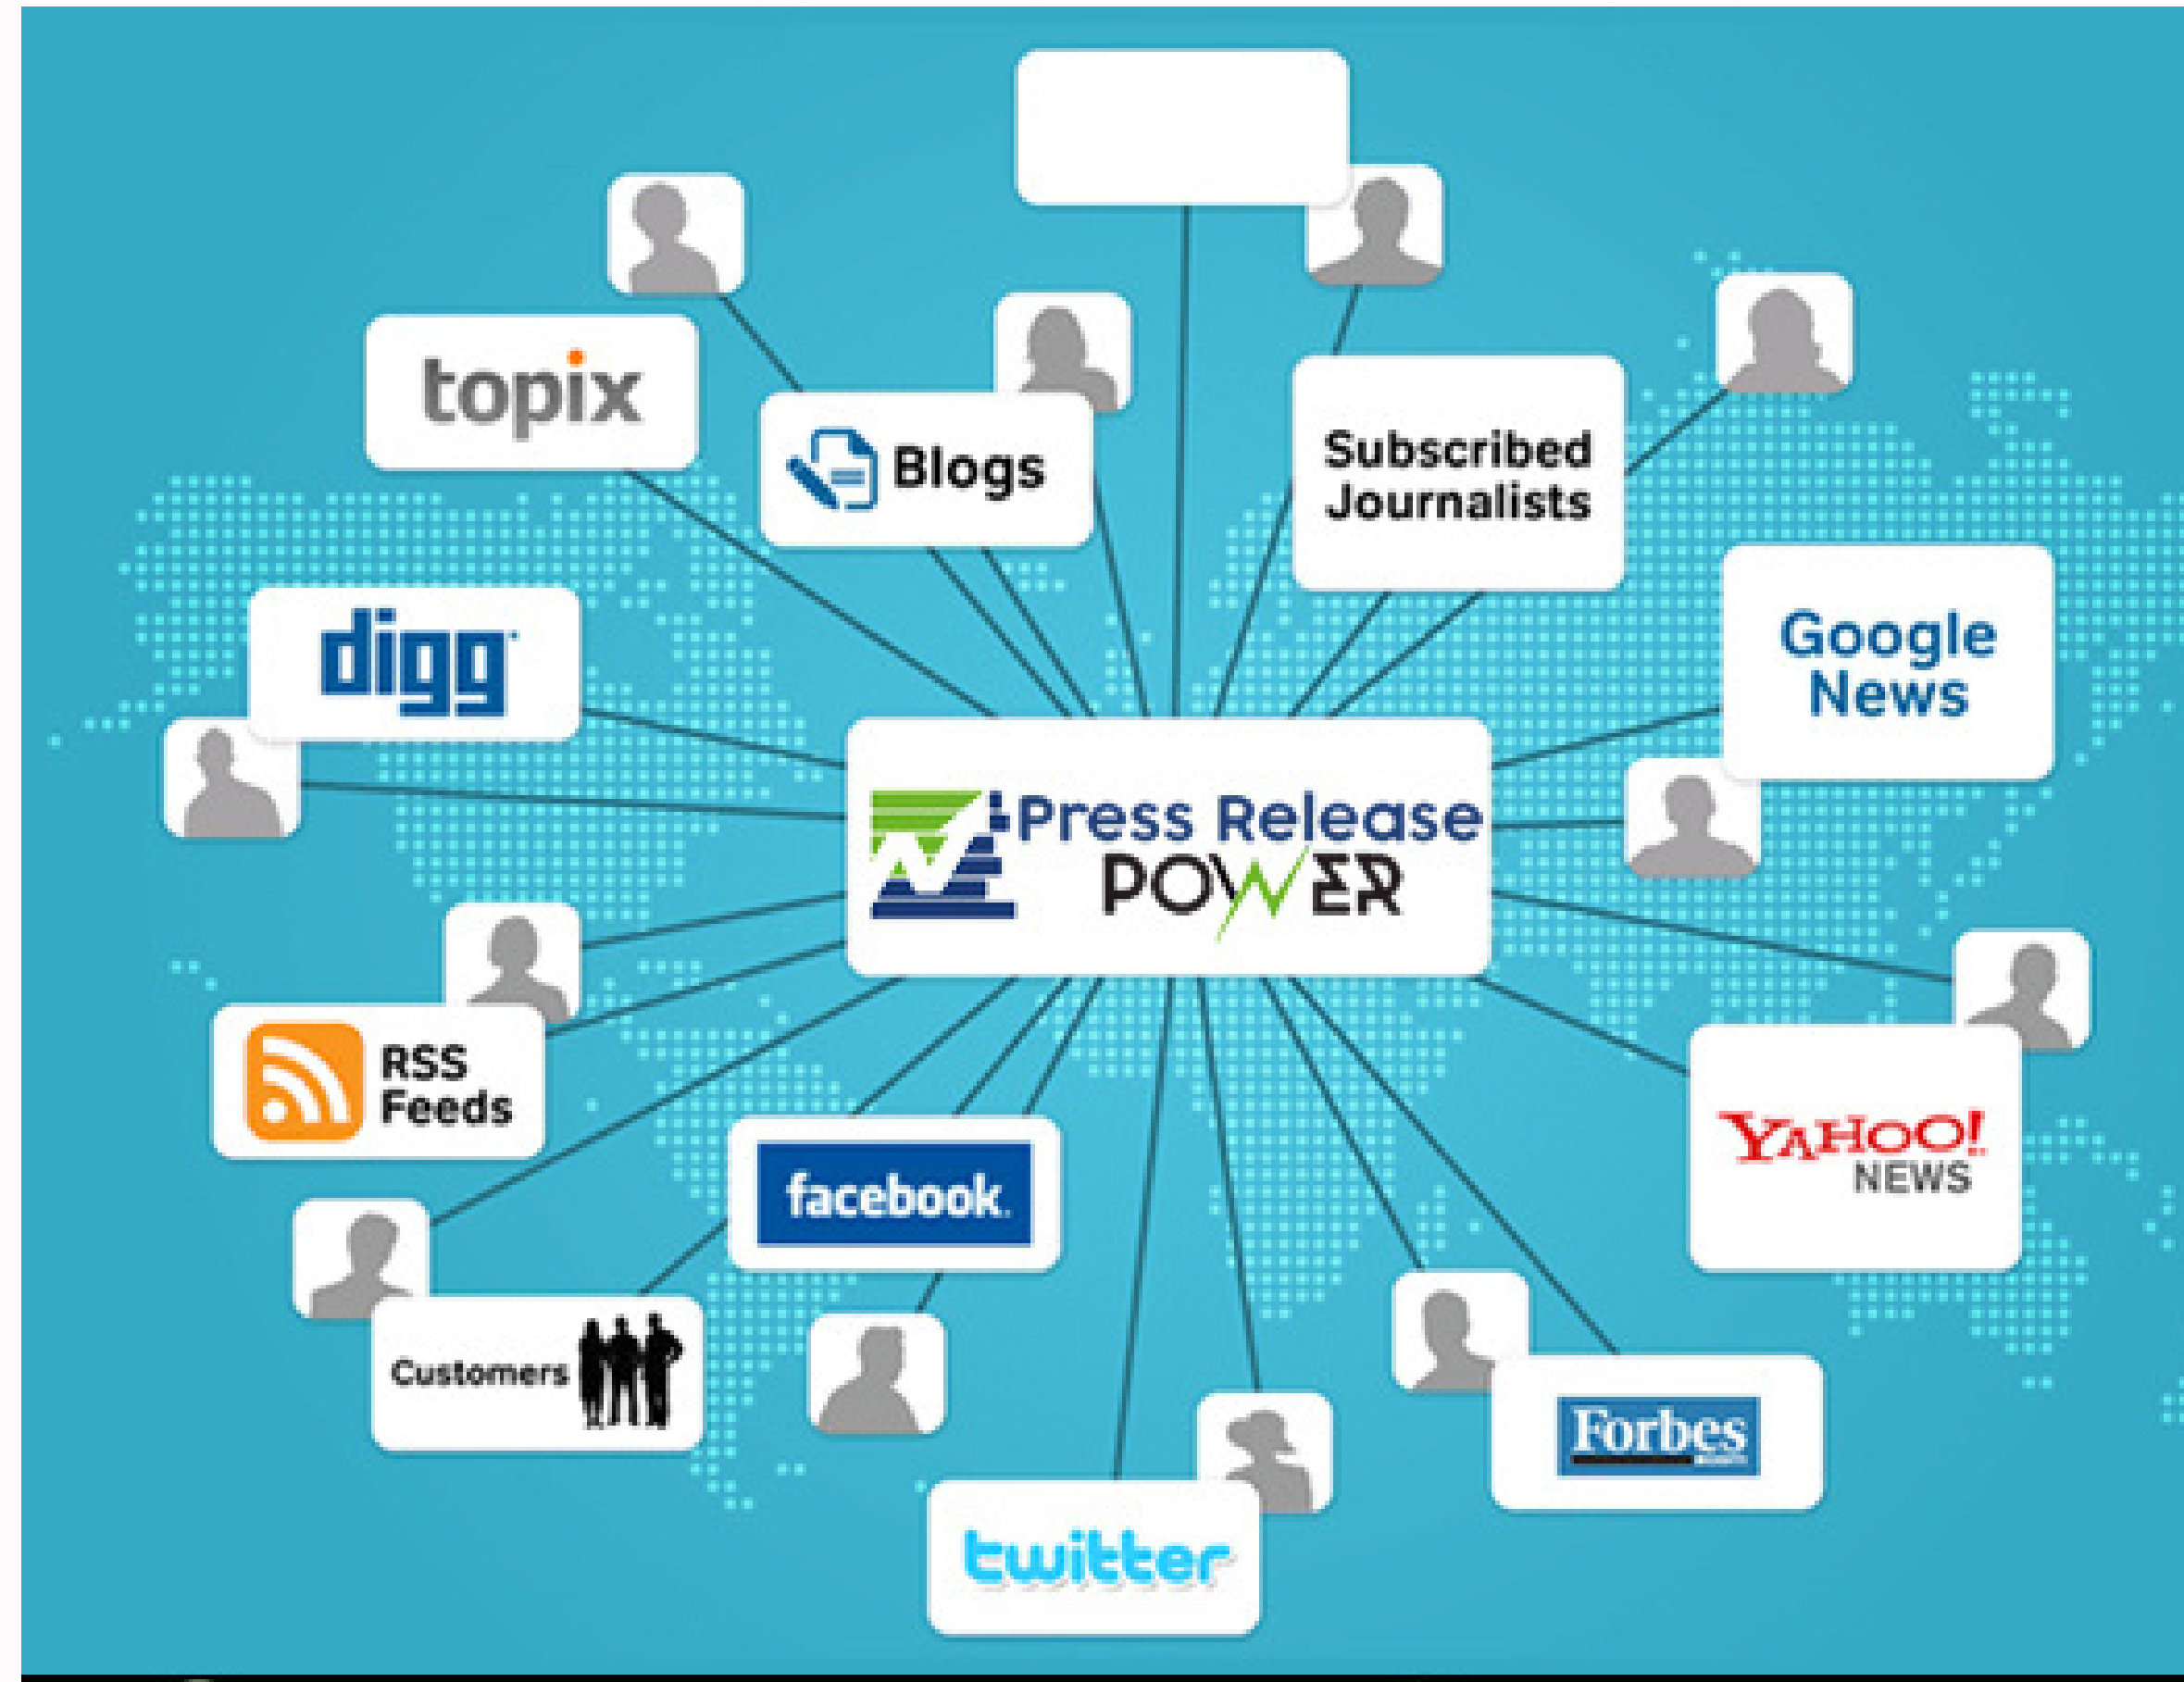 topix
Blogs
Subscribed
Journalists
digg
Google
News
Press Release
POWER
RSS
Feeds
facebook.
YAHOO!
NEWS
Customers
Forbes
twitter